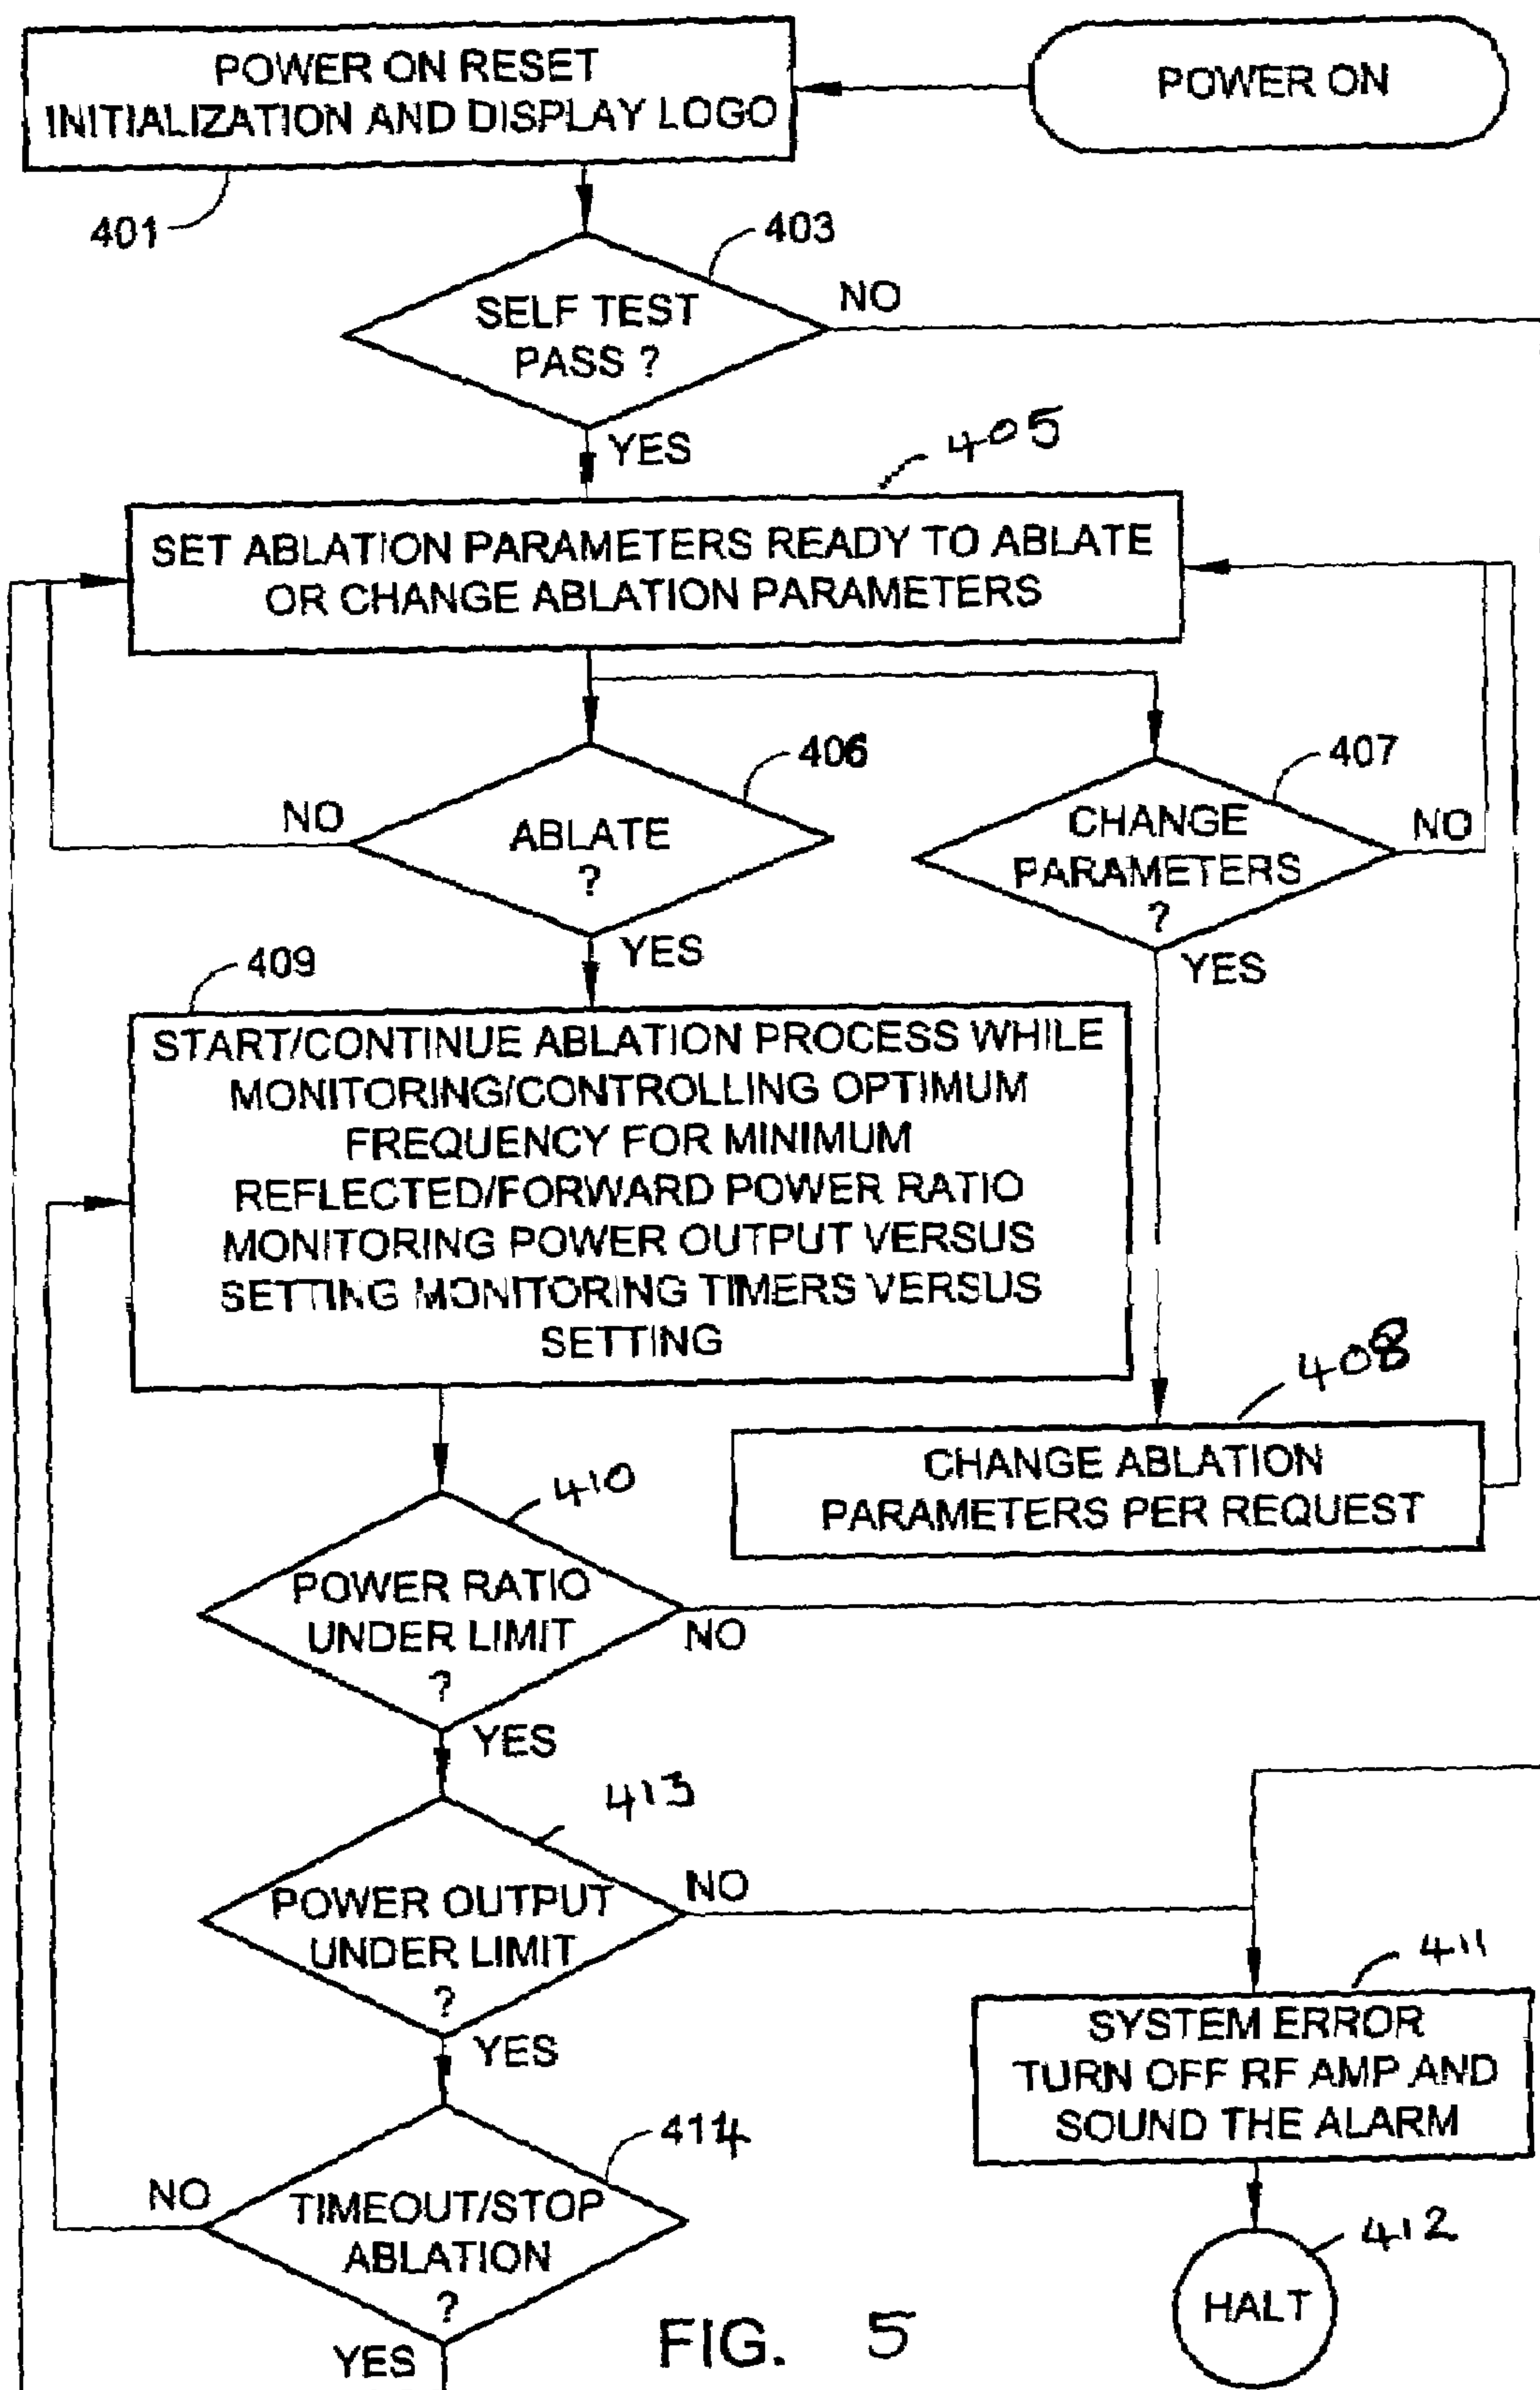 POWER ON RESET
INITIALIZATION AND DISPLAY LOGO
POWER ON
401
403
SELF TEST
PASS ?
NO
YES
405
SET ABLATION PARAMETERS READY TO ABLATE
OR CHANGE ABLATION PARAMETERS
406
407
NO
ABLATE
?
CHANGE
PARAMETERS
?
NO
YES
YES
409
START/CONTINUE ABLATION PROCESS WHILE
MONITORING/CONTROLLING OPTIMUM
FREQUENCY FOR MINIMUM
REFLECTED/FORWARD POWER RATIO
MONITORING POWER OUTPUT VERSUS
SETTING MONITORING TIMERS VERSUS
SETTING
408
CHANGE ABLATION
PARAMETERS PER REQUEST
410
POWER RATIO
UNDER LIMIT
?
NO
YES
413
POWER OUTPUT
UNDER LIMIT
?
NO
YES
411
SYSTEM ERROR
TURN OFF RF AMP AND
SOUND THE ALARM
414
NO
TIMEOUT/STOP
ABLATION
?
YES
412
HALT
FIG. 5